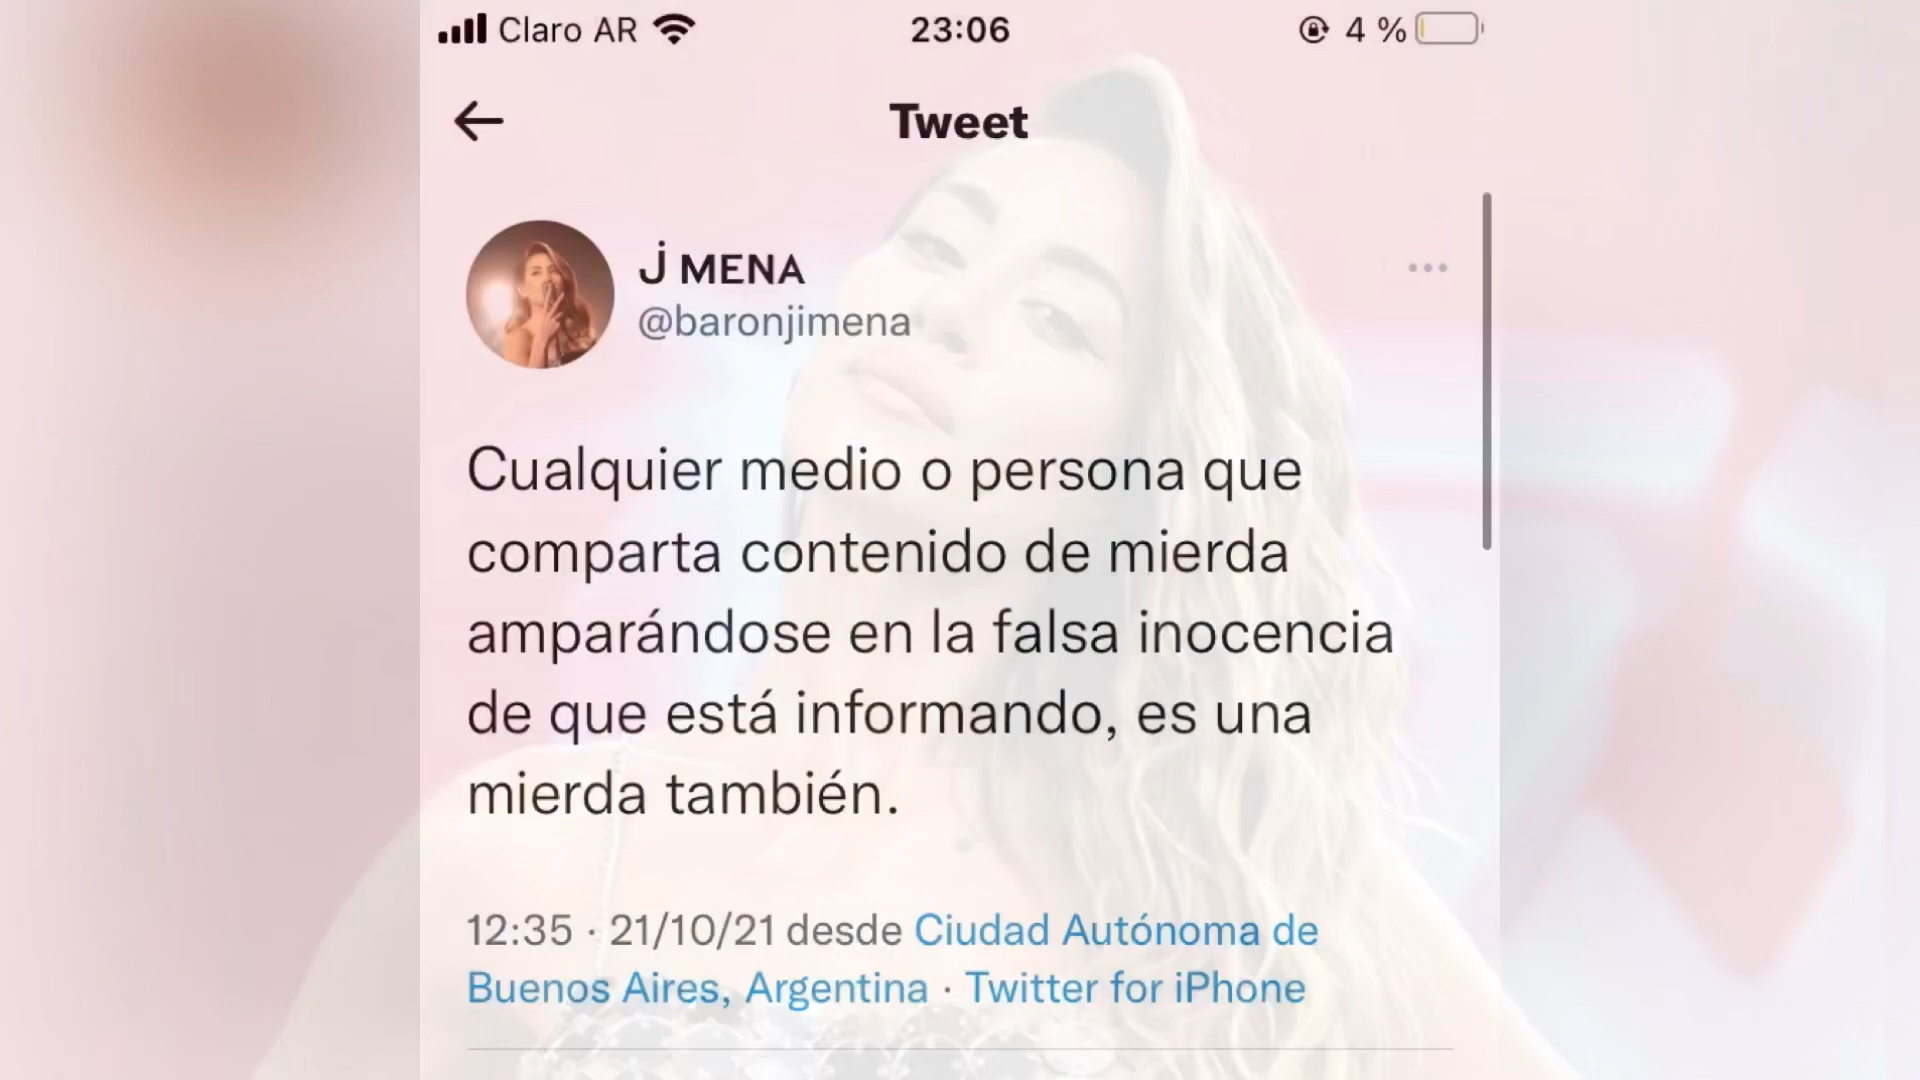 Claro AR
23:06
4 %
Tweet
J MENA
@baronjimena
Cualquier medio o persona que
comparta contenido de mierda
amparándose en la falsa inocencia
de que está informando, es una
mierda también.
12:35 · 21/10/21 desde Ciudad Autónoma de
Buenos Aires, Argentina · Twitter for iPhone